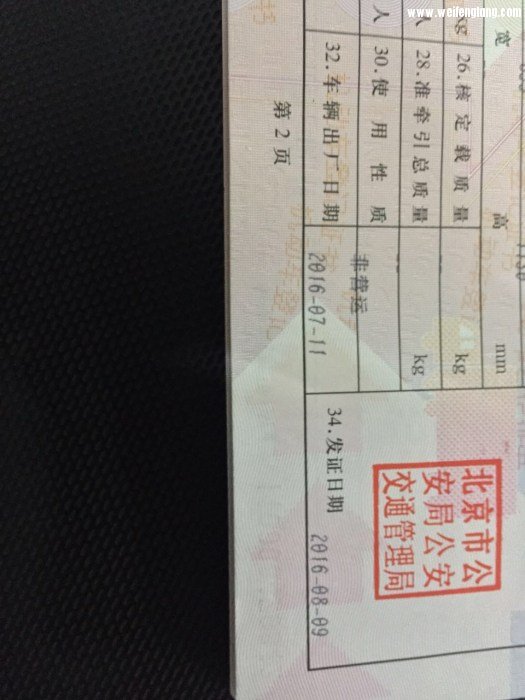 www.weifengtang.com
宽
高
mm
kg
26.核定载质量
kg
28.准牵引总质量
kg
人
30.使用性质
非营运
32.车辆出厂日期
2016-07-11
34.发证日期
2016-08-09
第2页
北京市公
安局公安
交通管理局